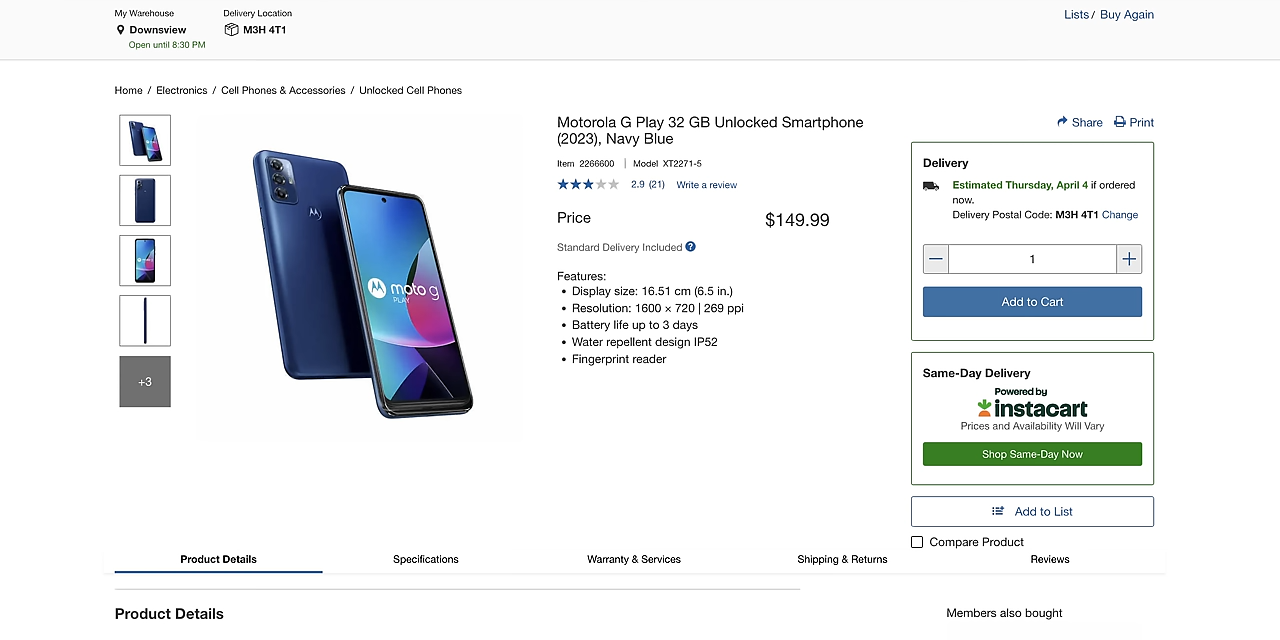 My Warehouse
Delivery Location
Downsview
M3H 4T1
Open until 8:30 PM
Lists / Buy Again
Home / Electronics / Cell Phones & Accessories / Unlocked Cell Phones
+3
moto g
PLAY
Motorola G Play 32 GB Unlocked Smartphone
(2023), Navy Blue
Item 2266600 | Model XT2271-5
2.9 (21) Write a review
Price $149.99
Standard Delivery Included ?
Features:
• Display size: 16.51 cm (6.5 in.)
• Resolution: 1600 × 720 | 269 ppi
• Battery life up to 3 days
• Water repellent design IP52
• Fingerprint reader
Share Print
Delivery
Estimated Thursday, April 4 if ordered
now.
Delivery Postal Code: M3H 4T1 Change
1
Add to Cart
Same-Day Delivery
Powered by
instacart
Prices and Availability Will Vary
Shop Same-Day Now
Add to List
Compare Product
Product Details
Specifications
Warranty & Services
Shipping & Returns
Reviews
Product Details
Members also bought